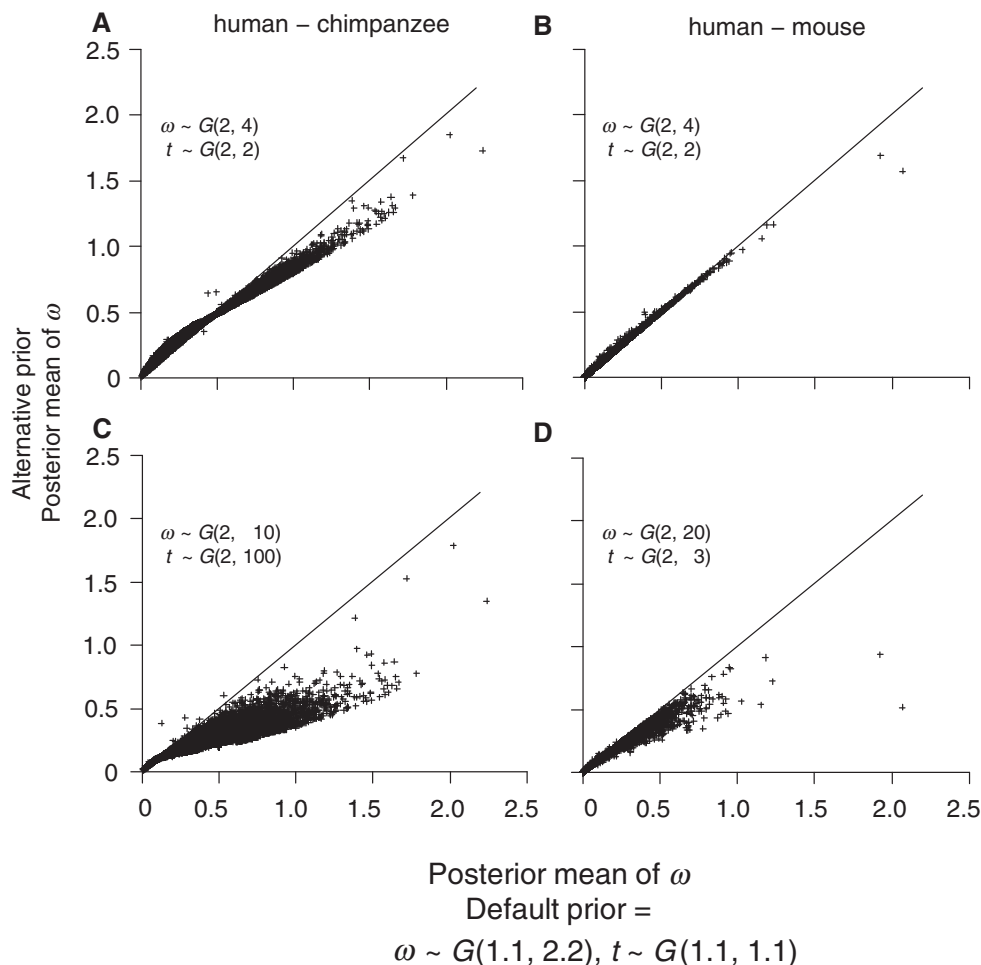 A
human – chimpanzee
B
human – mouse
2.5
2.0
1.5
1.0
0.5
0
ω ~ G(2, 4)
t ~ G(2, 2)
ω ~ G(2, 4)
t ~ G(2, 2)
Alternative prior
Posterior mean of ω
C
D
2.5
2.0
1.5
1.0
0.5
0
ω ~ G(2, 10)
t ~ G(2, 100)
ω ~ G(2, 20)
t ~ G(2, 3)
0 0.5 1.0 1.5 2.0 2.5
0 0.5 1.0 1.5 2.0 2.5
Posterior mean of ω
Default prior =
ω ~ G(1.1, 2.2), t ~ G(1.1, 1.1)